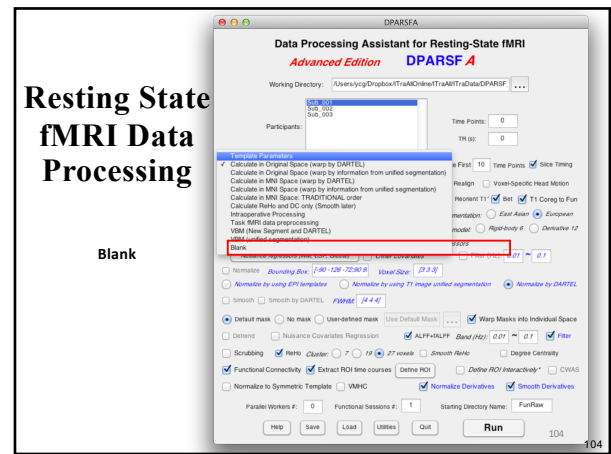 Resting State
fMRI Data
Processing
Blank
DPARSFA
Data Processing Assistant for Resting-State fMRI
Advanced Edition DPARSF A
Working Directory: /Users/ycg/Dropbox/ITraAllOnline/ITraAll/ITraData/DPARSF ...
Participants:
Sub_001
Sub_002
Sub_003
Time Points: 0
TR (s): 0
Template Parameters
✓ Calculate in Original Space (warp by DARTEL)
Calculate in Original Space (warp by information from unified segmentation)
Calculate in MNI Space (warp by DARTEL)
Calculate in MNI Space (warp by information from unified segmentation)
Calculate in MNI Space: TRADITIONAL order
Calculate ReHo and DC only (Smooth later)
Intraoperative Processing
Task fMRI data preprocessing
VBM (New Segment and DARTEL)
VBM (unified segmentation)
Blank
e First 10 Time Points Slice Timing
Realign Voxel-Specific Head Motion
Reorient T1* Bet T1 Coreg to Fun
mentation: East Asian European
model: Rigid-body 6 Derivative 12
ssors
Nuisance regressors (WM, CSF, Global) Other covariates Filter (Hz): 0.01 ~ 0.1
Normalize Bounding Box: [-90 -126 -72;90 9 Voxel Size: [3 3 3]
Normalize by using EPI templates Normalize by using T1 image unified segmentation Normalize by DARTEL
Smooth Smooth by DARTEL FWHM: [4 4 4]
Default mask No mask User-defined mask Use Default Mask ... Warp Masks into Individual Space
Detrend Nuisance Covariates Regression ALFF+fALFF Band (Hz): 0.01 ~ 0.1 Filter
Scrubbing ReHo Cluster: 7 19 27 voxels Smooth ReHo Degree Centrality
Functional Connectivity Extract ROI time courses Define ROI Define ROI Interactively* CWAS
Normalize to Symmetric Template VMHC Normalize Derivatives Smooth Derivatives
Parallel Workers #: 0 Functional Sessions #: 1 Starting Directory Name: FunRaw
Help Save Load Utilities Quit Run
104
104